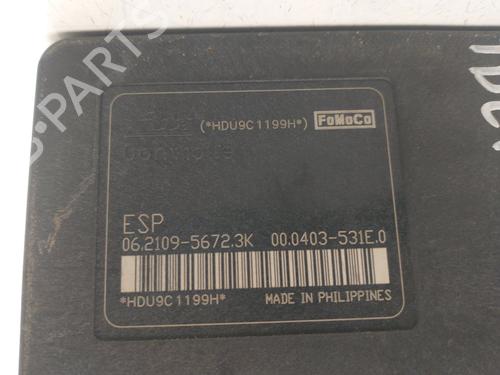 B-PARTS
(*HDU9C1199H*) FoMoCo
ESP
06.2109-5672.3K 00.0403-531E.0
*HDU9C1199H* MADE IN PHILIPPINES